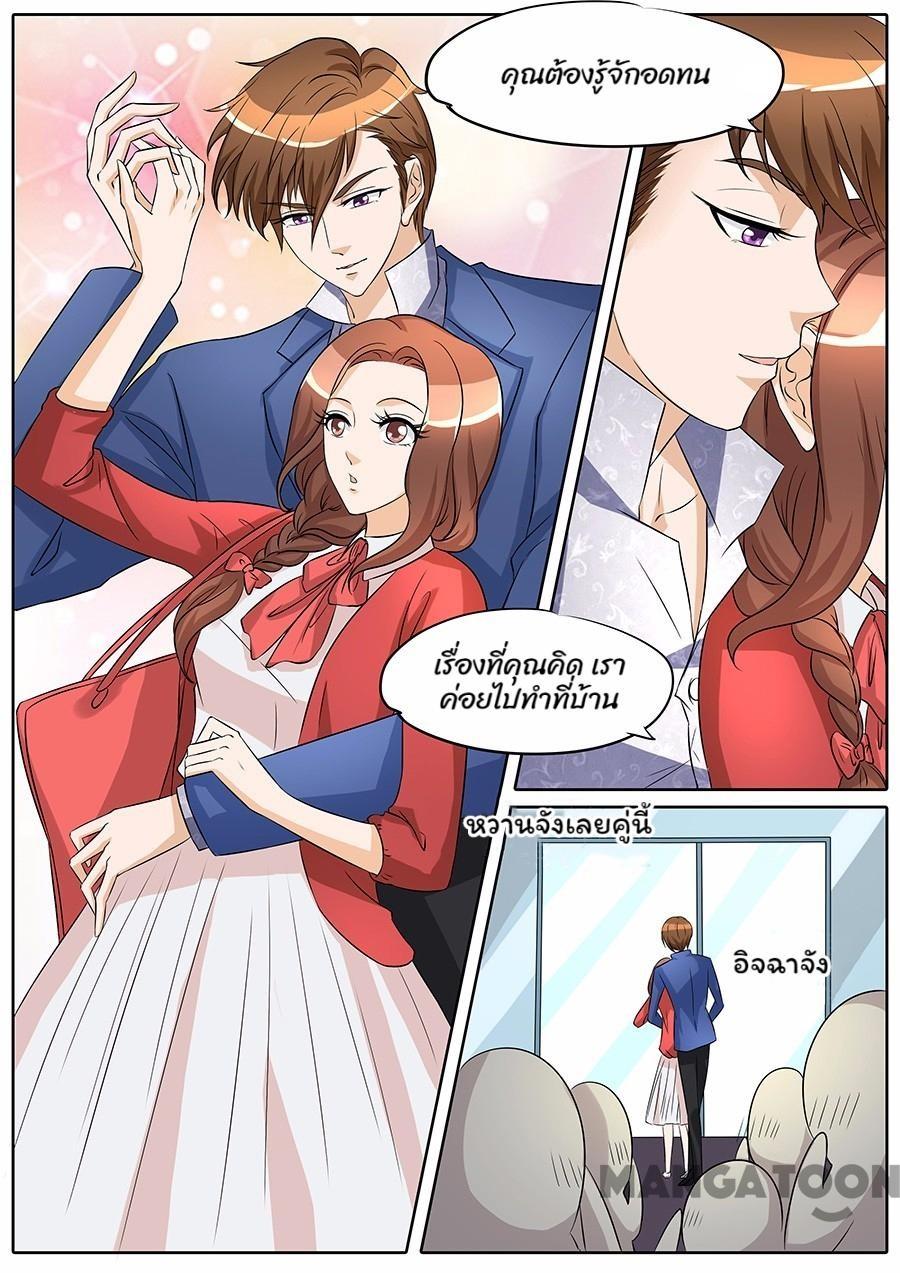 คุณต้องรู้จักอดทน
เรื่องที่คุณคิด เรา
ค่อยไปทำที่บ้าน
หวานจังเลยคู่นี้
อิจฉาจัง
MANGATOON